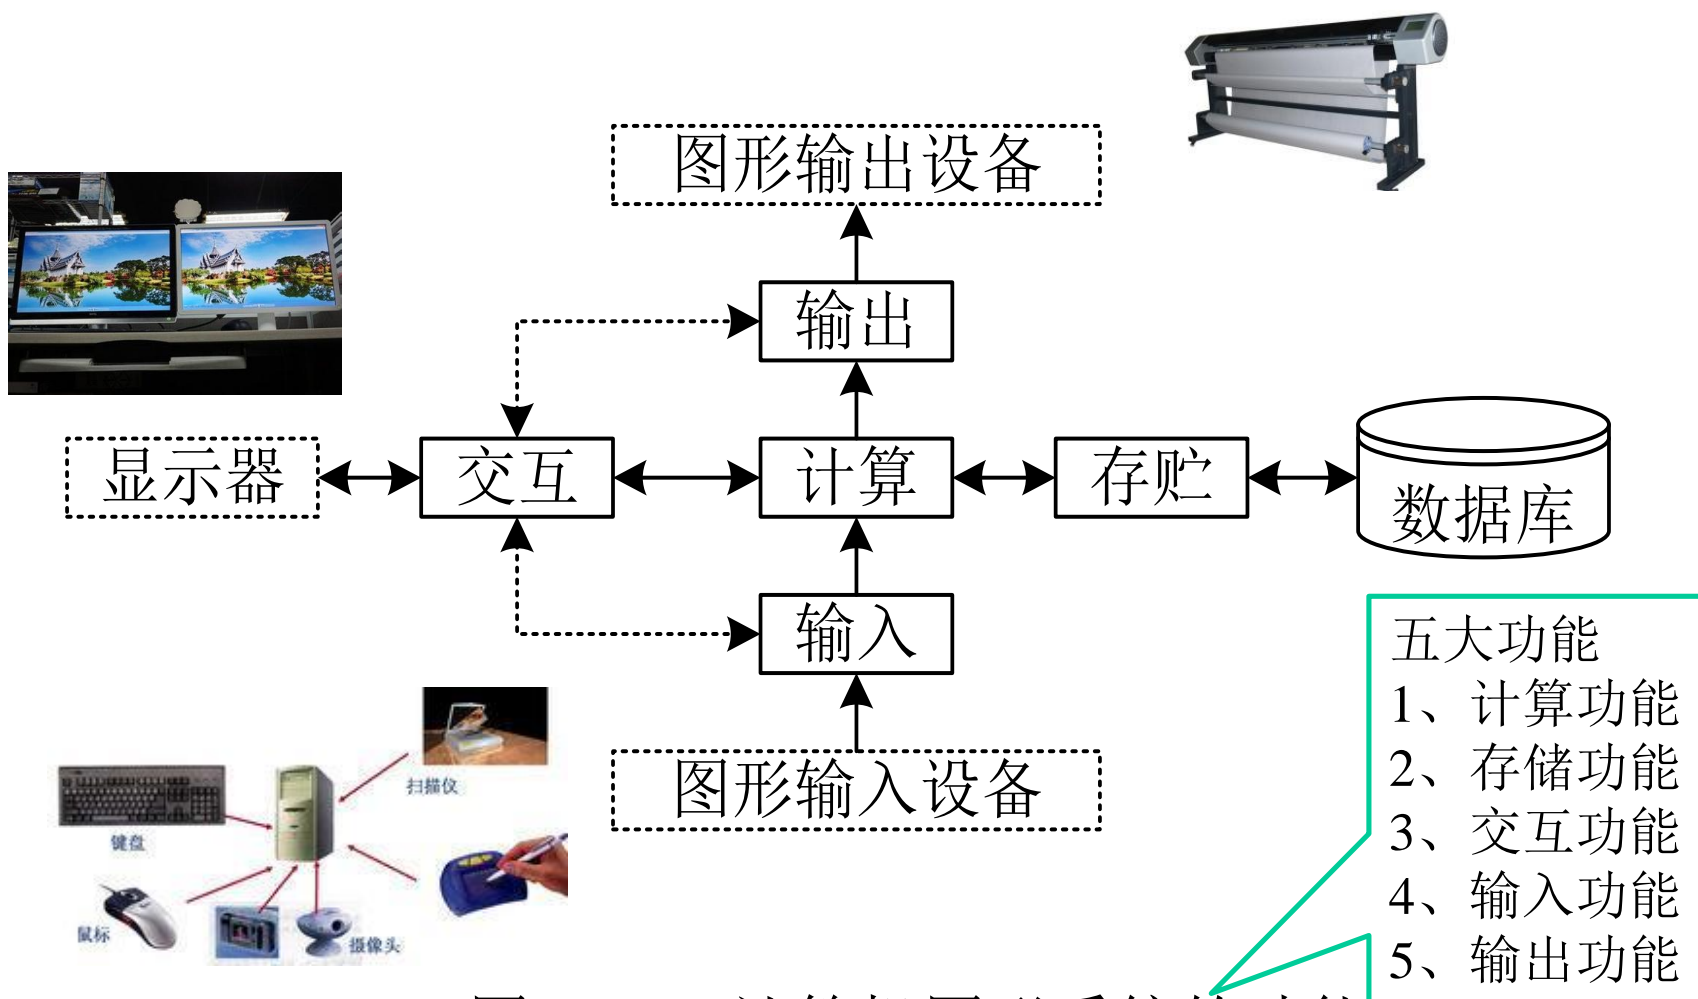 图形输出设备
输出
显示器
交互
计算
存贮
数据库
输入
图形输入设备
扫描仪
键盘
鼠标
摄像头
五大功能
1、计算功能
2、存储功能
3、交互功能
4、输入功能
5、输出功能